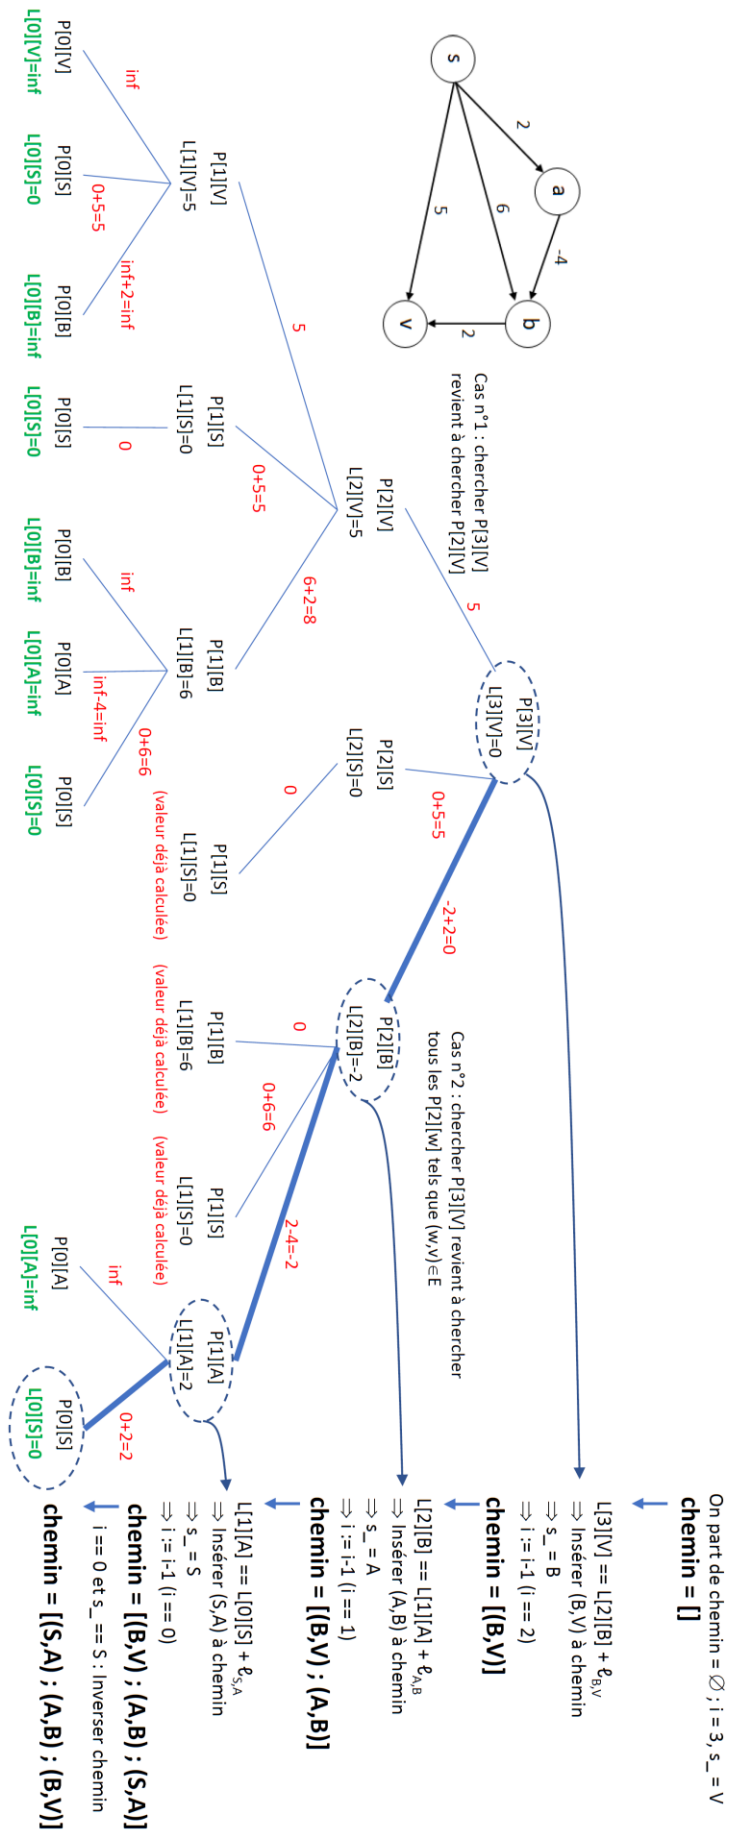 s
a
b
v
2
-4
6
5
2
Cas n°1 : chercher P[3][V]
revient à chercher P[2][V]
P[3][V]
L[3][V]=0
5
0+5=5
-2+2=0
Cas n°2 : chercher P[3][V] revient à chercher
tous les P[2][w] tels que (w,v)∈E
P[2][V]
L[2][V]=5
P[2][S]
L[2][S]=0
P[2][B]
L[2][B]=-2
5
0+5=5
6+2=8
0
0
0+6=6
2-4=-2
P[1][V]
L[1][V]=5
P[1][S]
L[1][S]=0
P[1][B]
L[1][B]=6
P[1][S]
L[1][S]=0
(valeur déjà calculée)
P[1][B]
L[1][B]=6
(valeur déjà calculée)
P[1][S]
L[1][S]=0
(valeur déjà calculée)
P[1][A]
L[1][A]=2
inf
0+5=5
inf+2=inf
0
inf
inf-4=inf
0+6=6
inf
0+2=2
P[0][V]
L[0][V]=inf
P[0][S]
L[0][S]=0
P[0][B]
L[0][B]=inf
P[0][S]
L[0][S]=0
P[0][B]
L[0][B]=inf
P[0][A]
L[0][A]=inf
P[0][S]
L[0][S]=0
P[0][A]
L[0][A]=inf
P[0][S]
L[0][S]=0
On part de chemin = ∅ ; i = 3, s_ = V
chemin = []
L[3][V] == L[2][B] + ℓB,V
⇒ Insérer (B,V) à chemin
⇒ s_ = B
⇒ i := i-1 (i == 2)
chemin = [(B,V)]
L[2][B] == L[1][A] + ℓA,B
⇒ Insérer (A,B) à chemin
⇒ s_ = A
⇒ i := i-1 (i == 1)
chemin = [(B,V) ; (A,B)]
L[1][A] == L[0][S] + ℓS,A
⇒ Insérer (S,A) à chemin
⇒ s_ = S
⇒ i := i-1 (i == 0)
chemin = [(B,V) ; (A,B) ; (S,A)]
i == 0 et s_ == S : Inverser chemin
chemin = [(S,A) ; (A,B) ; (B,V)]